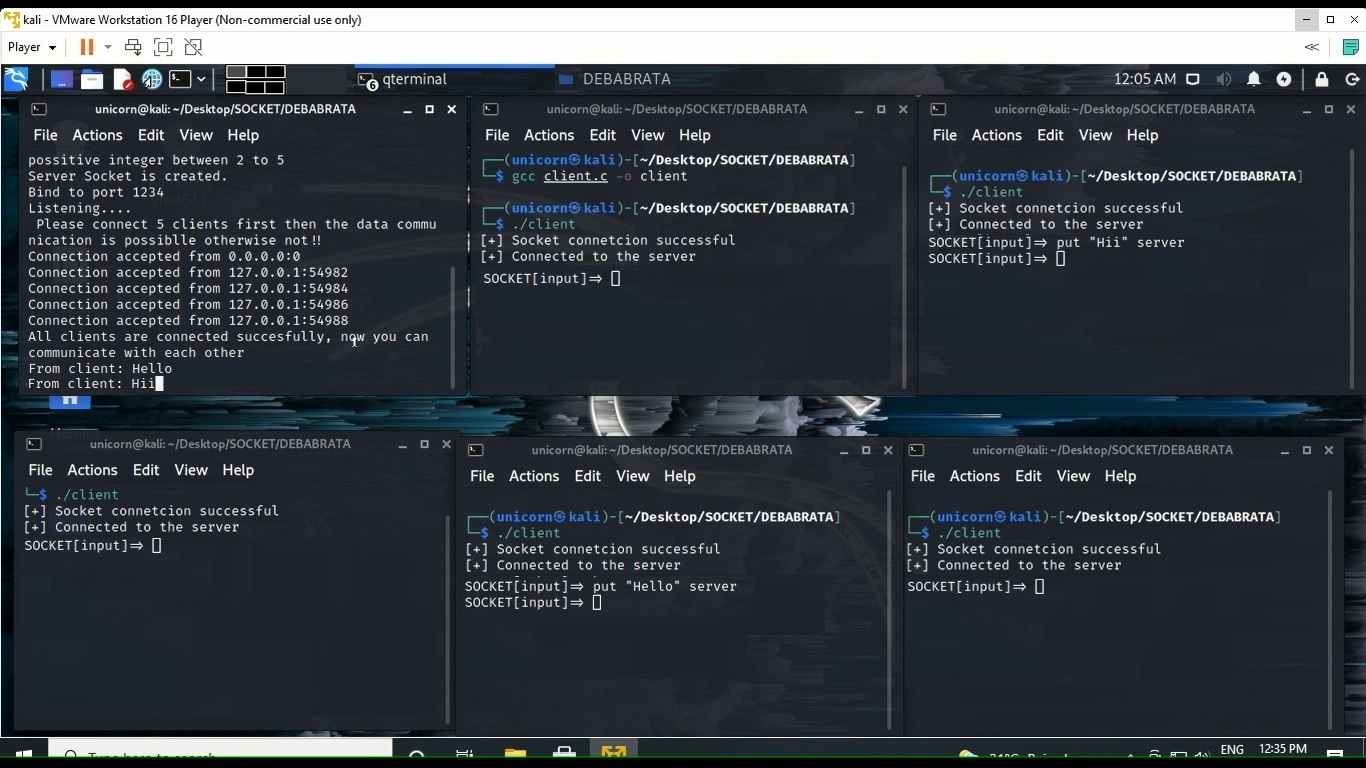 kali - VMware Workstation 16 Player (Non-commercial use only)
Player
qterminal
6
DEBABRATA
12:05 AM
unicorn@kali: ~/Desktop/SOCKET/DEBABRATA
File Actions Edit View Help
possitive integer between 2 to 5
Server Socket is created.
Bind to port 1234
Listening....
Please connect 5 clients first then the data commu
nication is possiblle otherwise not!!
Connection accepted from 0.0.0.0:0
Connection accepted from 127.0.0.1:54982
Connection accepted from 127.0.0.1:54984
Connection accepted from 127.0.0.1:54986
Connection accepted from 127.0.0.1:54988
All clients are connected succesfully, now you can
communicate with each other
From client: Hello
From client: Hii
unicorn@kali: ~/Desktop/SOCKET/DEBABRATA
File Actions Edit View Help
┌──(unicorn㉿kali)-[~/Desktop/SOCKET/DEBABRATA]
└─$ gcc client.c -o client
┌──(unicorn㉿kali)-[~/Desktop/SOCKET/DEBABRATA]
└─$ ./client
[+] Socket connetcion successful
[+] Connected to the server
SOCKET[input]⇒
unicorn@kali: ~/Desktop/SOCKET/DEBABRATA
File Actions Edit View Help
┌──(unicorn㉿kali)-[~/Desktop/SOCKET/DEBABRATA]
└─$ ./client
[+] Socket connetcion successful
[+] Connected to the server
SOCKET[input]⇒ put "Hii" server
SOCKET[input]⇒
unicorn@kali: ~/Desktop/SOCKET/DEBABRATA
File Actions Edit View Help
└─$ ./client
[+] Socket connetcion successful
[+] Connected to the server
SOCKET[input]⇒
unicorn@kali: ~/Desktop/SOCKET/DEBABRATA
File Actions Edit View Help
┌──(unicorn㉿kali)-[~/Desktop/SOCKET/DEBABRATA]
└─$ ./client
[+] Socket connetcion successful
[+] Connected to the server
SOCKET[input]⇒ put "Hello" server
SOCKET[input]⇒
unicorn@kali: ~/Desktop/SOCKET/DEBABRATA
File Actions Edit View Help
┌──(unicorn㉿kali)-[~/Desktop/SOCKET/DEBABRATA]
└─$ ./client
[+] Socket connetcion successful
[+] Connected to the server
SOCKET[input]⇒
Type here to search
ENG
12:35 PM